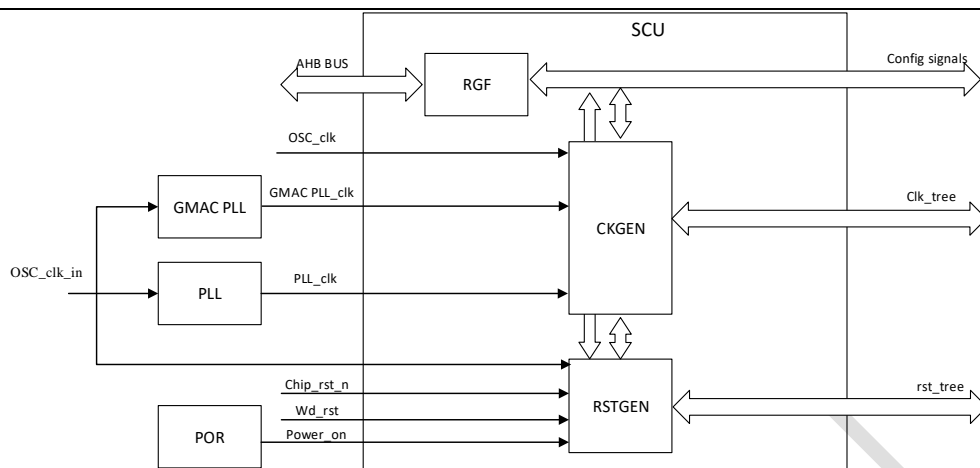 SCU
AHB BUS
RGF
Config signals
OSC_clk
GMAC PLL
GMAC PLL_clk
CKGEN
Clk_tree
OSC_clk_in
PLL
PLL_clk
Chip_rst_n
RSTGEN
rst_tree
Wd_rst
POR
Power_on